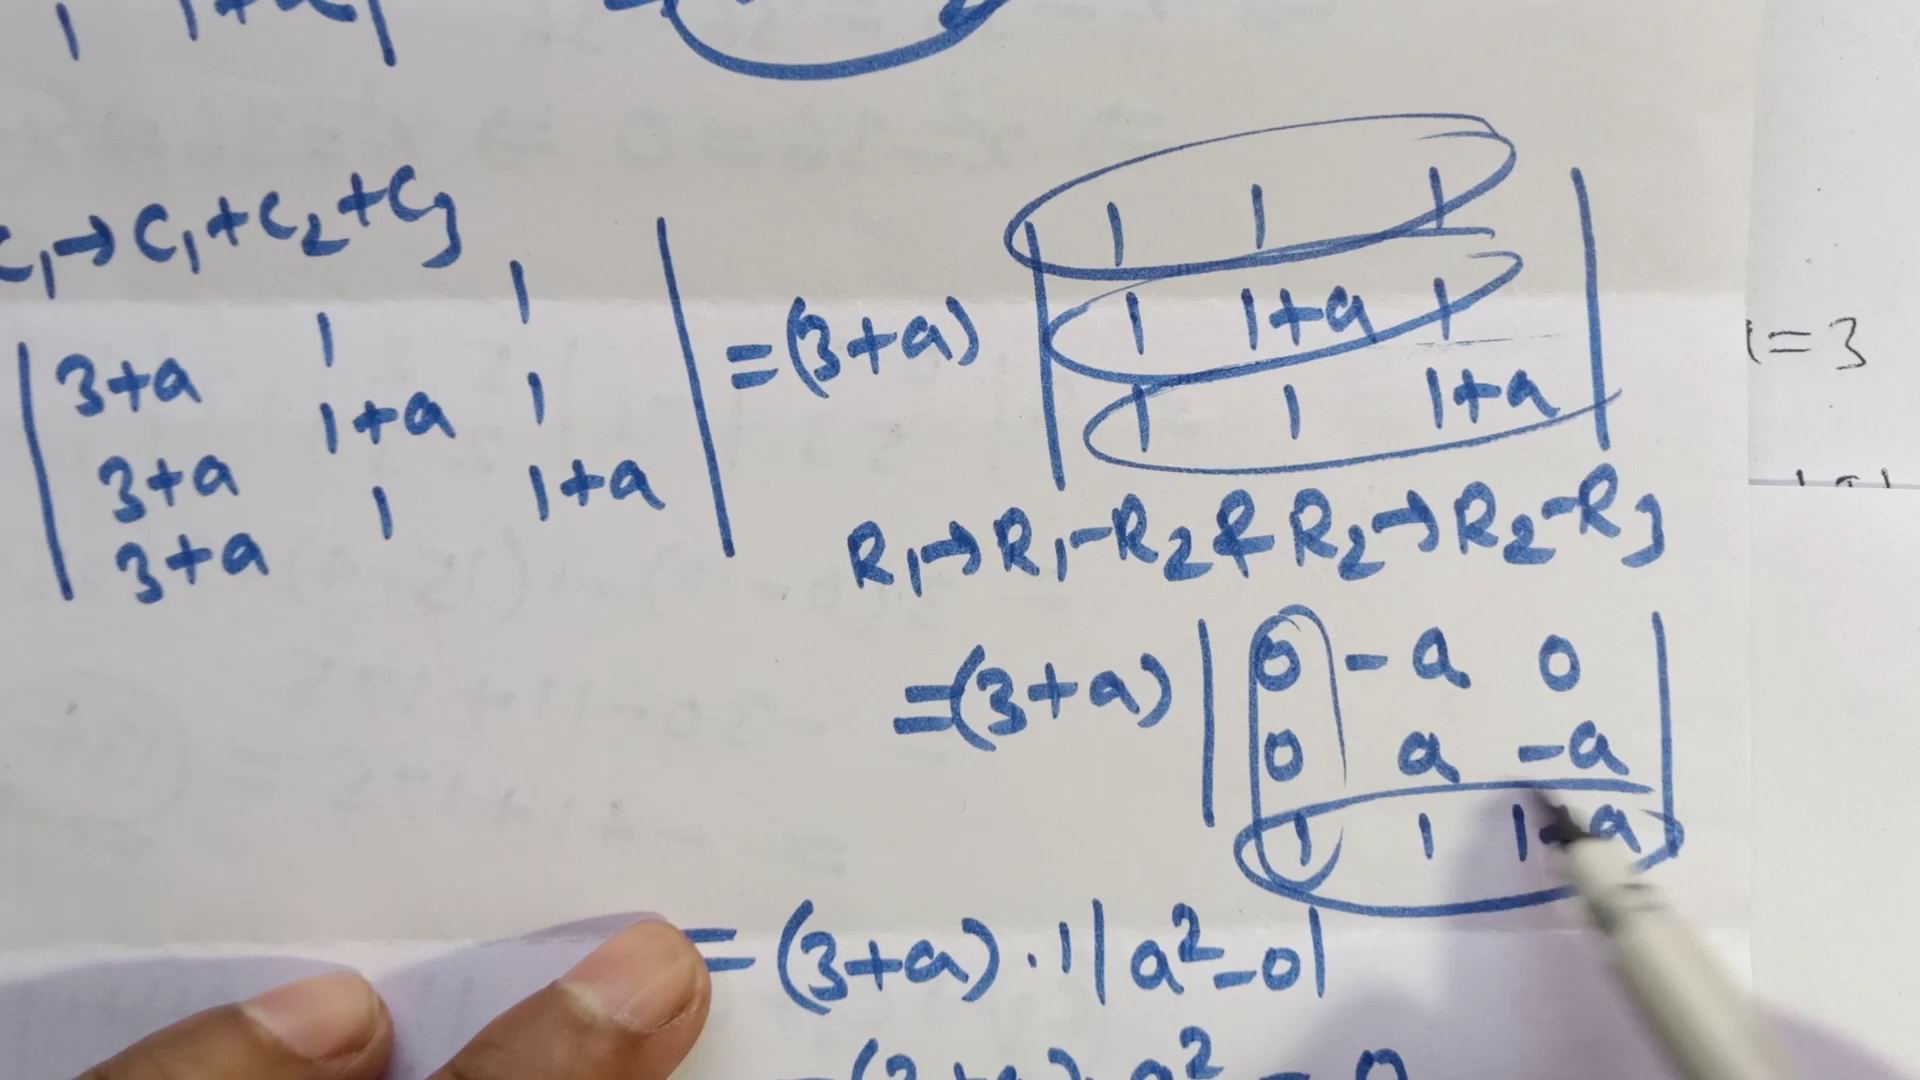 C₁→C₁+C₂+C₃
|3+a 1 1|
|3+a 1+a 1|
|3+a 1 1+a|
=(3+a) |1 1 1|
|1 1+a 1|
|1 1 1+a|
R₁→R₁-R₂ & R₂→R₂-R₃
=(3+a) |0 -a 0|
|0 a -a|
|1 1 1+a|
= (3+a)·1|a²-0|
=3